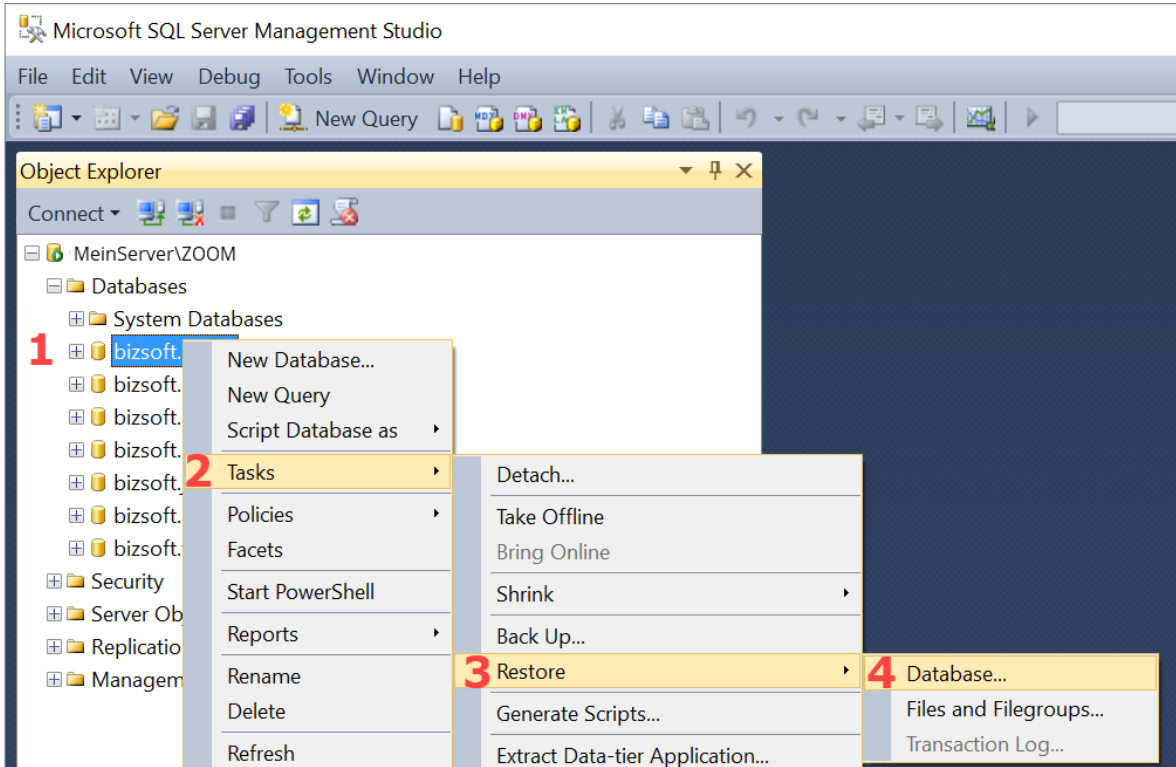 Microsoft SQL Server Management Studio
File Edit View Debug Tools Window Help
New Query
Object Explorer
Connect
MeinServer\ZOOM
Databases
System Databases
1 bizsoft.
bizsoft.
bizsoft.
bizsoft.
bizsoft.
bizsoft.
bizsoft.
Security
Server Ob
Replicatio
Managem
New Database...
New Query
Script Database as
2 Tasks
Policies
Facets
Start PowerShell
Reports
Rename
Delete
Refresh
Detach...
Take Offline
Bring Online
Shrink
Back Up...
3 Restore
Generate Scripts...
Extract Data-tier Application...
4 Database...
Files and Filegroups...
Transaction Log...